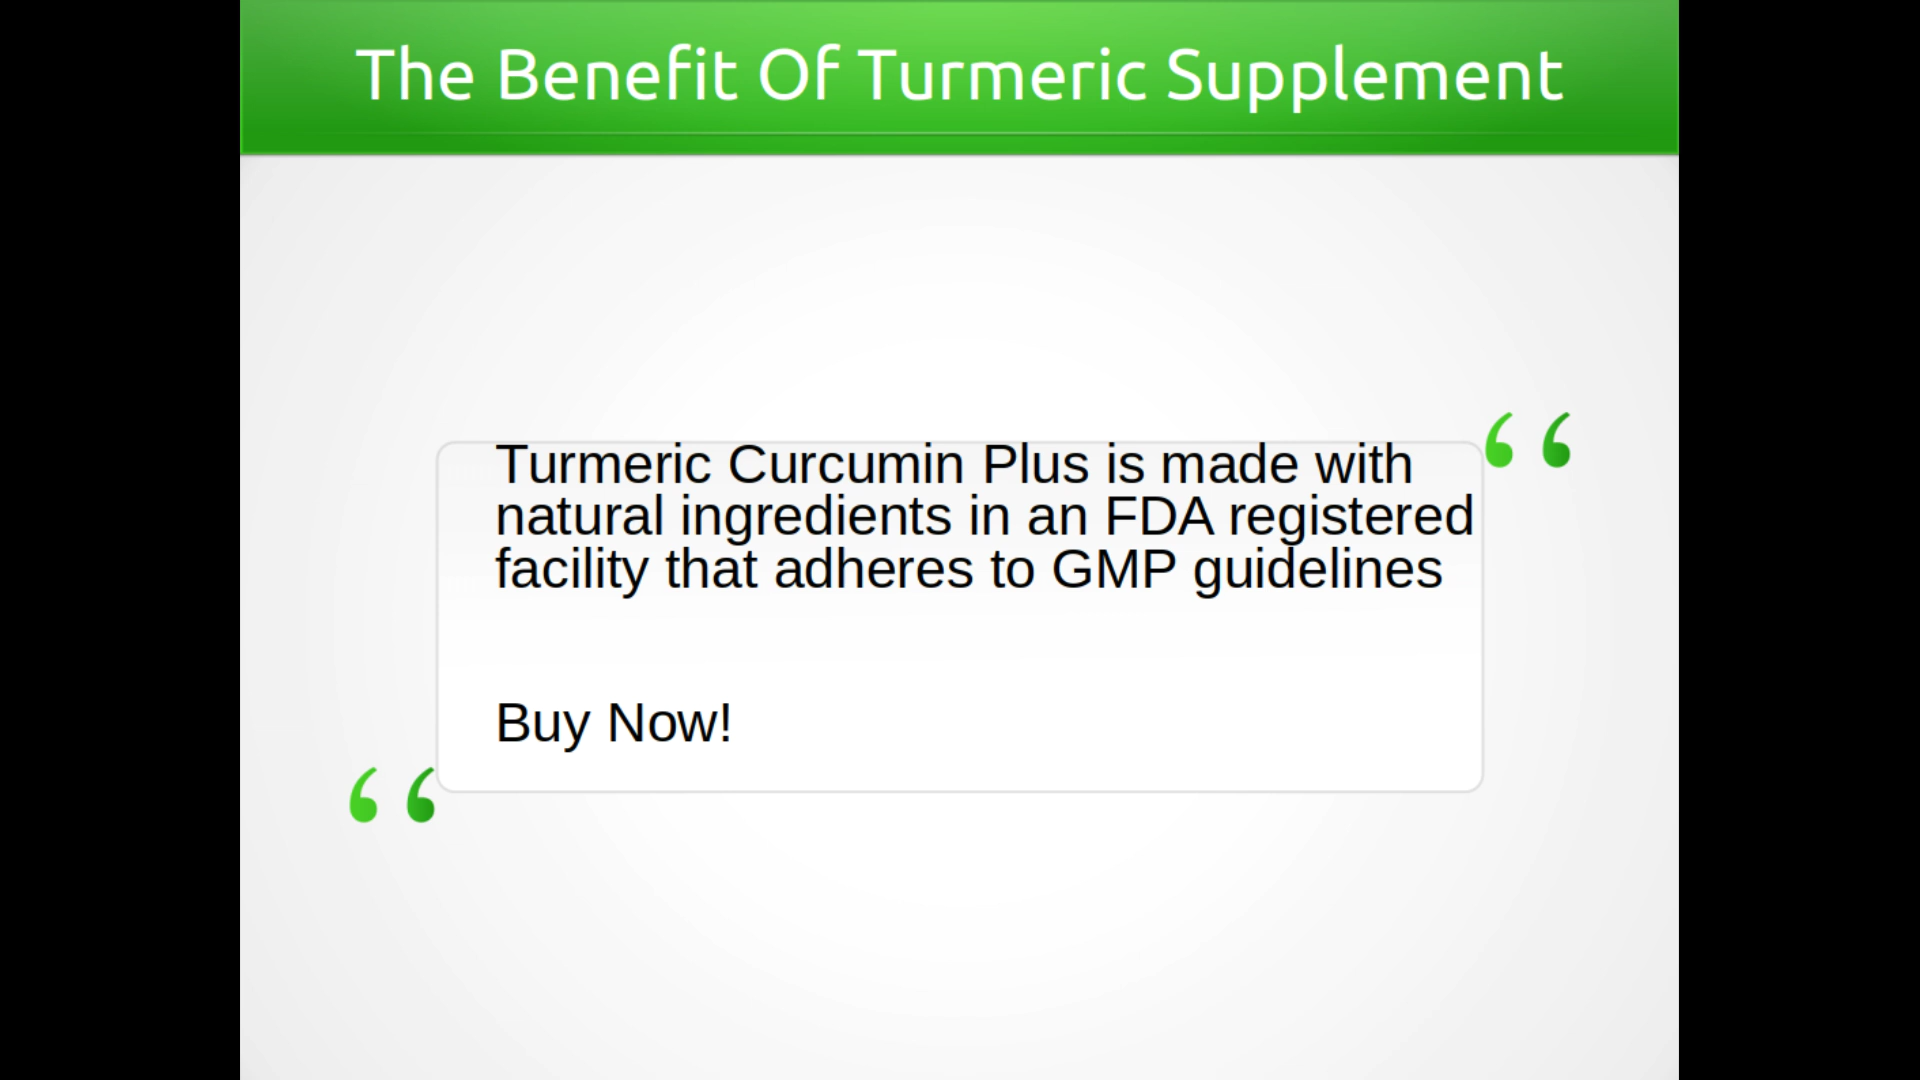 The Benefit Of Turmeric Supplement
Turmeric Curcumin Plus is made with
natural ingredients in an FDA registered
facility that adheres to GMP guidelines
Buy Now!